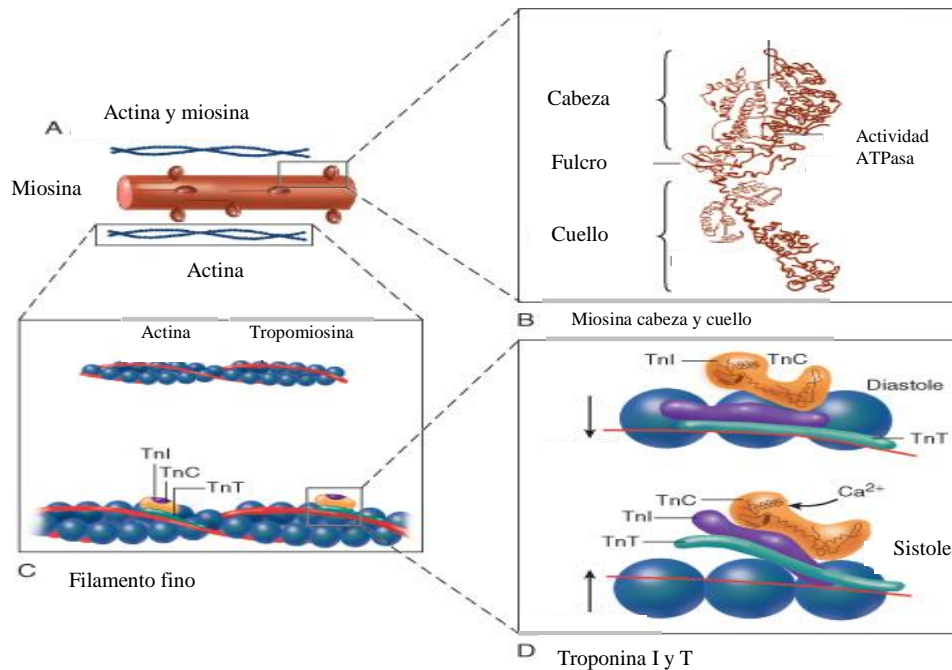 Actina y miosina
A
Miosina
Actina
Cabeza
Fulcro
Cuello
Actividad
ATPasa
B
Miosina cabeza y cuello
Actina
Tropomiosina
TnI
TnC
TnT
C
Filamento fino
TnI
TnC
Diastole
TnT
TnC
Ca2+
TnI
TnT
Sistole
D
Troponina I y T